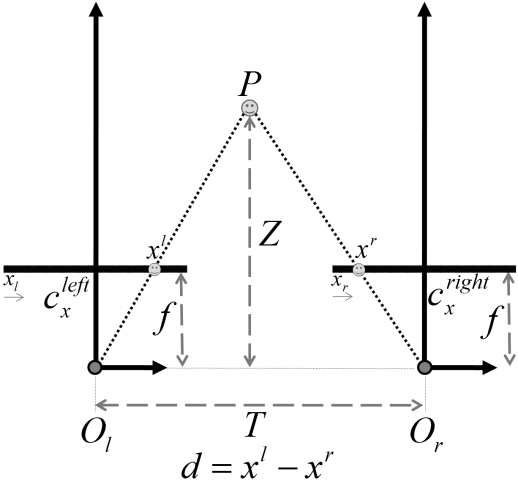 P
Z
x^l
x^r
x_l
c_x^{left}
x_r
c_x^{right}
f
f
T
O_l
O_r
d = x^l − x^r